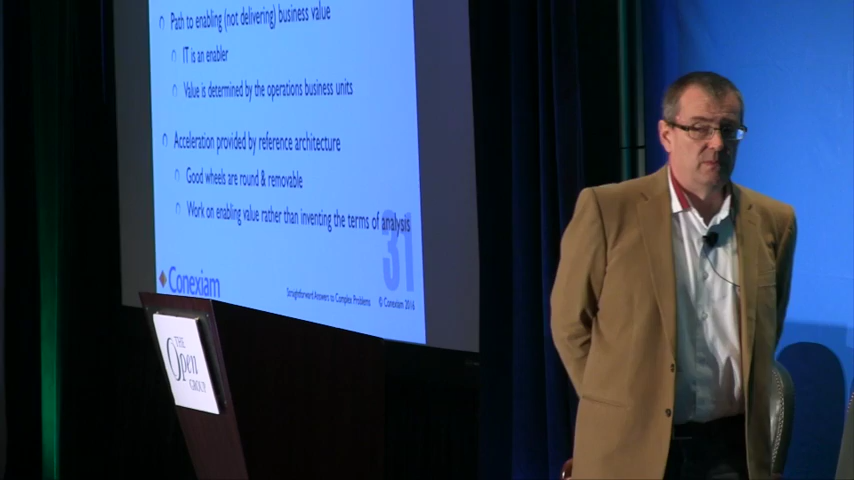 Path to enabling (not delivering) business value
IT is an enabler
Value is determined by the operations business units
Acceleration provided by reference architecture
Good wheels are round & removable
Work on enabling value rather than inventing the terms of analysis
31
Conexiam
Straightforward Answers to Complex Problems
© Conexiam 2016
THE
Open
GROUP